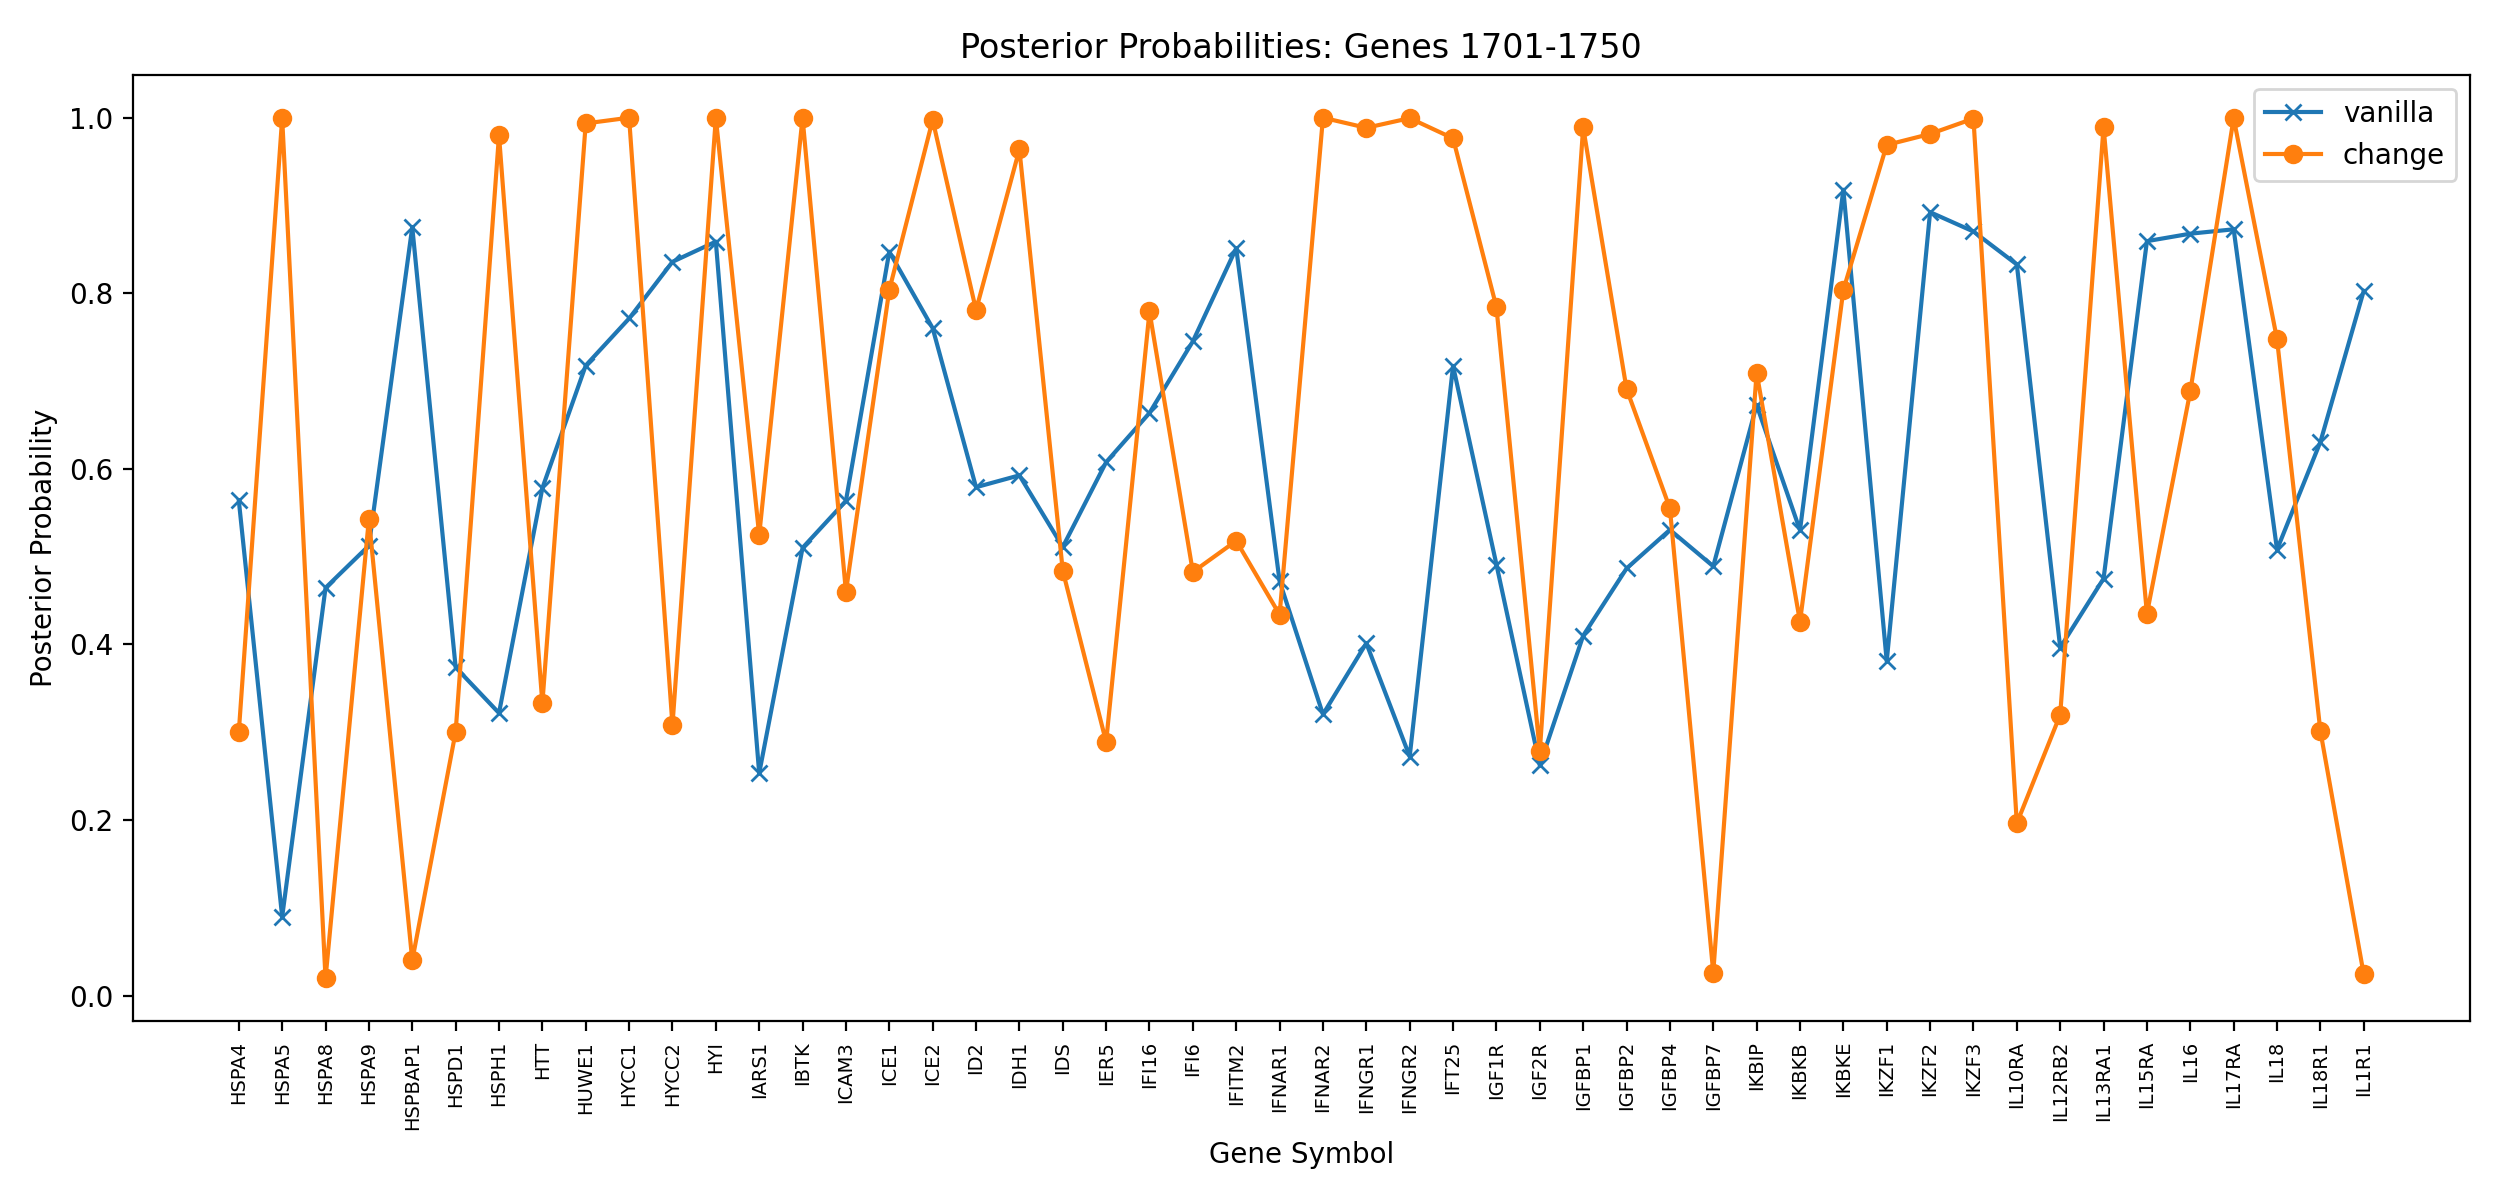 Posterior Probabilities: Genes 1701-1750
vanilla
change
Posterior Probability
1.0
0.8
0.6
0.4
0.2
0.0
HSPA4
HSPA5
HSPA8
HSPA9
HSPBAP1
HSPD1
HSPH1
HTT
HUWE1
HYCC1
HYCC2
HYI
IARS1
IBTK
ICAM3
ICE1
ICE2
ID2
IDH1
IDS
IER5
IFI16
IFI6
IFITM2
IFNAR1
IFNAR2
IFNGR1
IFNGR2
IFT25
IGF1R
IGF2R
IGFBP1
IGFBP2
IGFBP4
IGFBP7
IKBIP
IKBKB
IKBKE
IKZF1
IKZF2
IKZF3
IL10RA
IL12RB2
IL13RA1
IL15RA
IL16
IL17RA
IL18
IL18R1
IL1R1
Gene Symbol